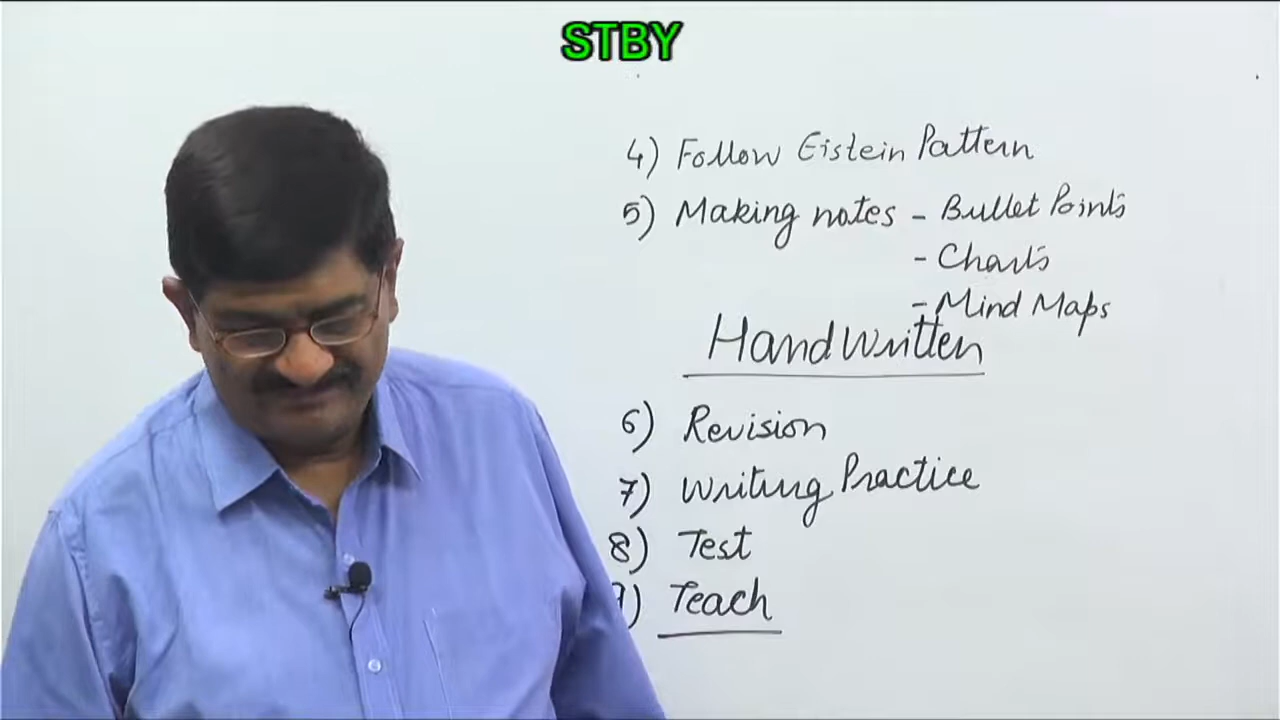 STBY
4) Follow Eistein Pattern
5) Making notes - Bullet Points
- Charts
- Mind Maps
Handwritten
6) Revision
7) Writing Practice
8) Test
9) Teach